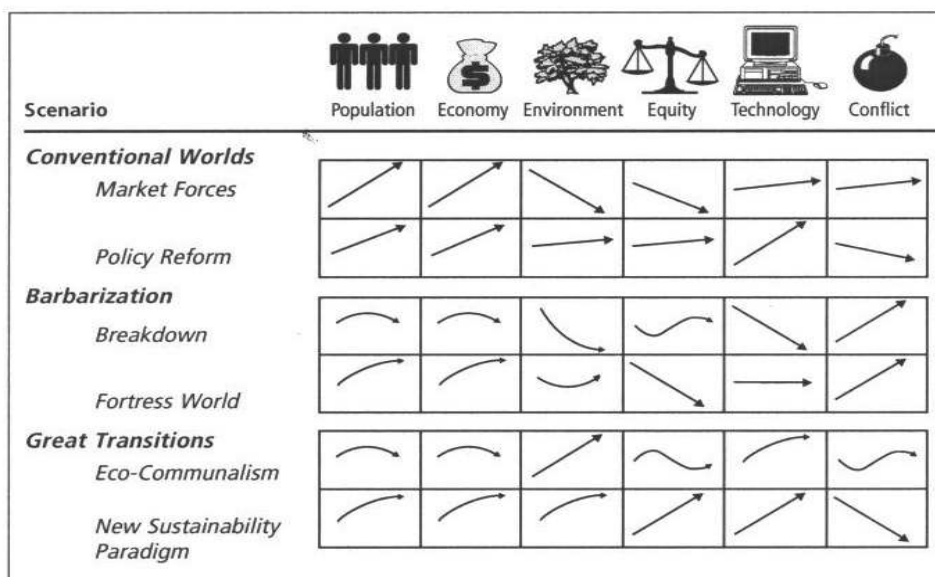 Scenario Population Economy Environment Equity Technology Conflict
Conventional Worlds
Market Forces
Policy Reform
Barbarization
Breakdown
Fortress World
Great Transitions
Eco-Communalism
New Sustainability
Paradigm